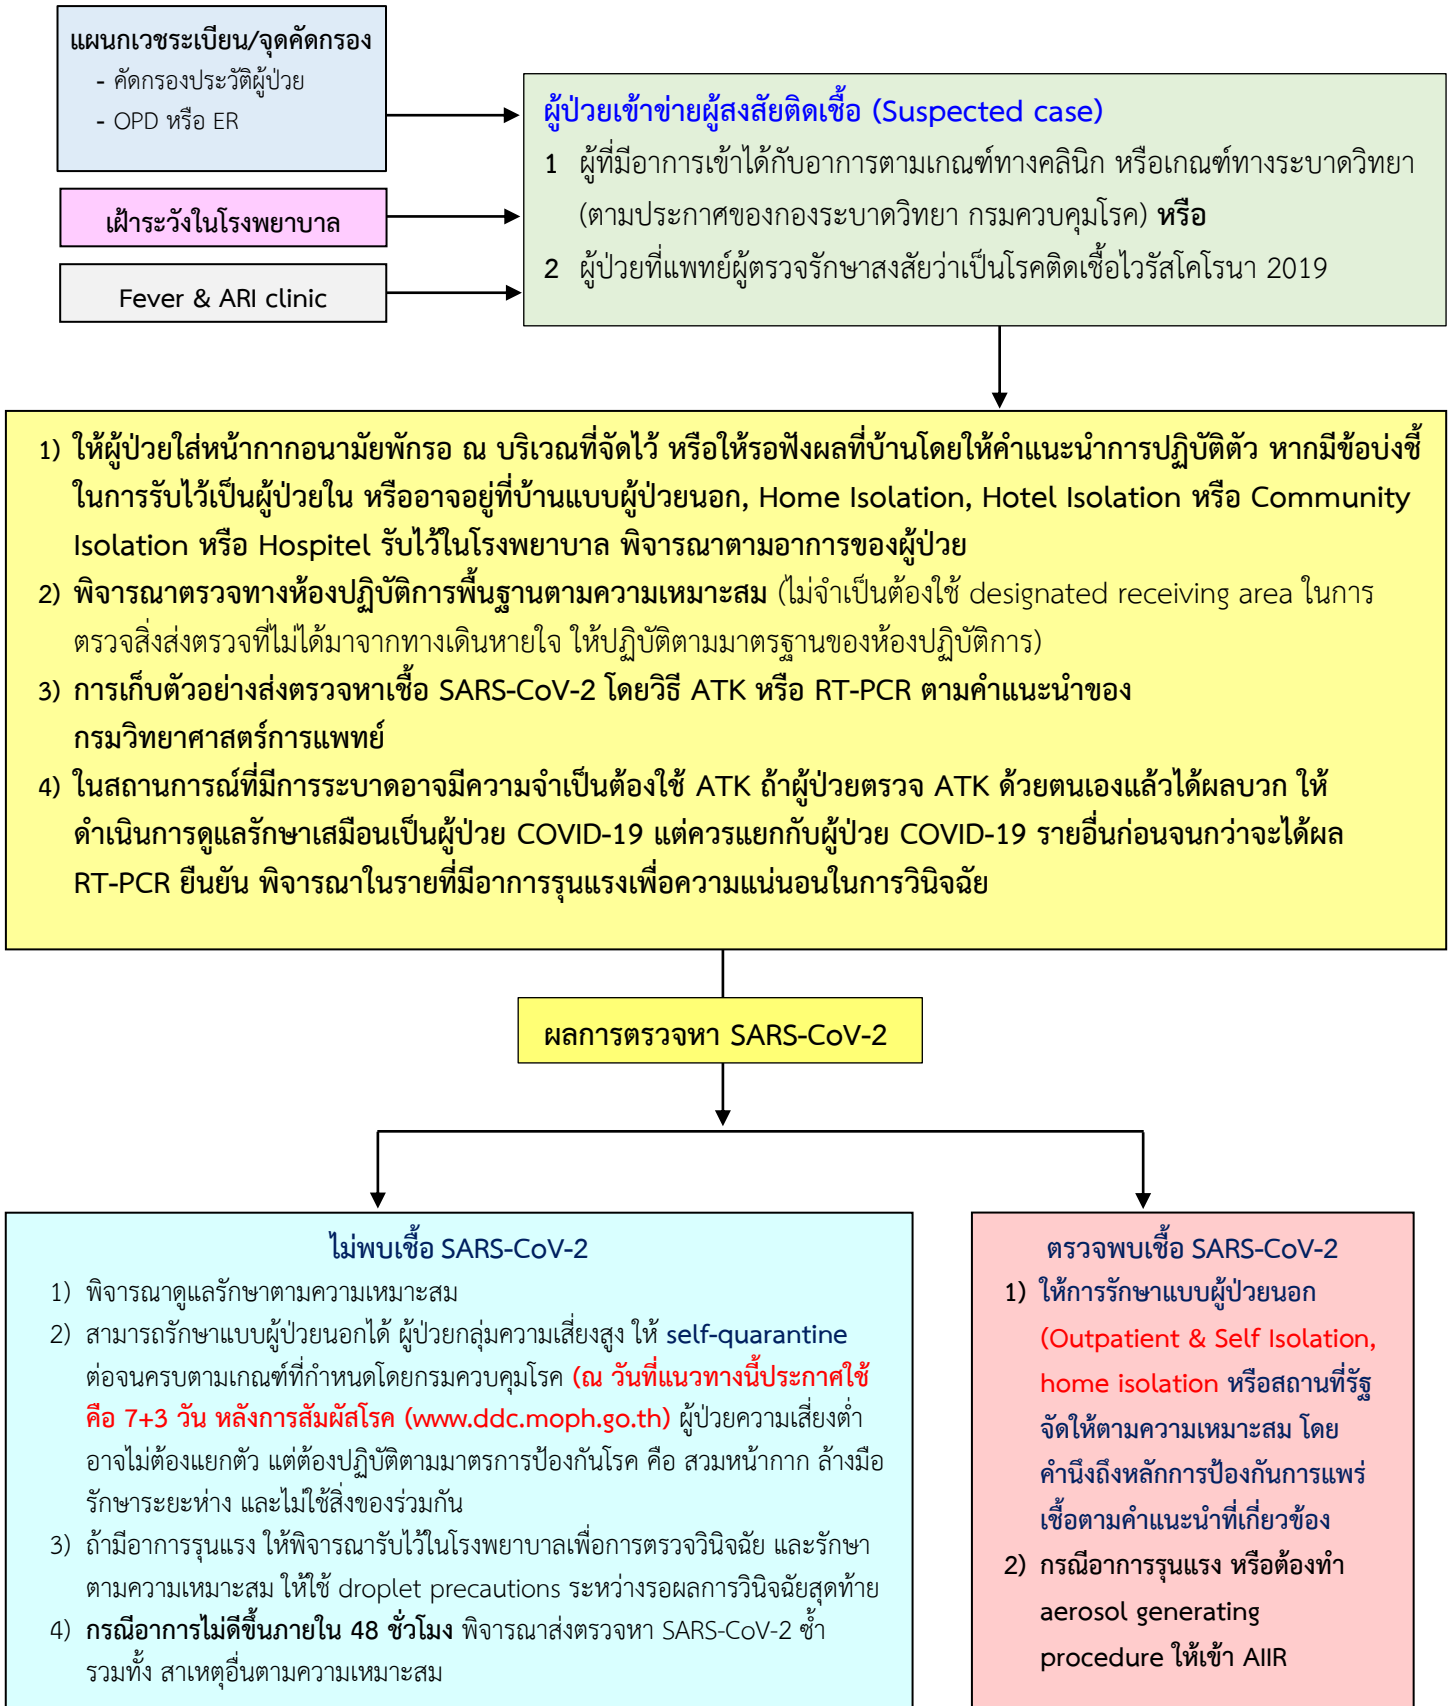 แผนกเวชระเบียน/จุดคัดกรอง
- คัดกรองประวัติผู้ป่วย
- OPD หรือ ER
เฝ้าระวังในโรงพยาบาล
Fever & ARI clinic
ผู้ป่วยเข้าข่ายผู้สงสัยติดเชื้อ (Suspected case)
1 ผู้ที่มีอาการเข้าได้กับอาการตามเกณฑ์ทางคลินิก หรือเกณฑ์ทางระบาดวิทยา
(ตามประกาศของกองระบาดวิทยา กรมควบคุมโรค) หรือ
2 ผู้ป่วยที่แพทย์ผู้ตรวจรักษาสงสัยว่าเป็นโรคติดเชื้อไวรัสโคโรนา 2019
1) ให้ผู้ป่วยใส่หน้ากากอนามัยพักรอ ณ บริเวณที่จัดไว้ หรือให้รอฟังผลที่บ้านโดยให้คำแนะนำการปฏิบัติตัว หากมีข้อบ่งชี้
ในการรับไว้เป็นผู้ป่วยใน หรืออาจอยู่ที่บ้านแบบผู้ป่วยนอก, Home Isolation, Hotel Isolation หรือ Community
Isolation หรือ Hospitel รับไว้ในโรงพยาบาล พิจารณาตามอาการของผู้ป่วย
2) พิจารณาตรวจทางห้องปฏิบัติการพื้นฐานตามความเหมาะสม (ไม่จำเป็นต้องใช้ designated receiving area ในการ
ตรวจสิ่งส่งตรวจที่ไม่ได้มาจากทางเดินหายใจ ให้ปฏิบัติตามมาตรฐานของห้องปฏิบัติการ)
3) การเก็บตัวอย่างส่งตรวจหาเชื้อ SARS-CoV-2 โดยวิธี ATK หรือ RT-PCR ตามคำแนะนำของ
กรมวิทยาศาสตร์การแพทย์
4) ในสถานการณ์ที่มีการระบาดอาจมีความจำเป็นต้องใช้ ATK ถ้าผู้ป่วยตรวจ ATK ด้วยตนเองแล้วได้ผลบวก ให้
ดำเนินการดูแลรักษาเสมือนเป็นผู้ป่วย COVID-19 แต่ควรแยกกับผู้ป่วย COVID-19 รายอื่นก่อนจนกว่าจะได้ผล
RT-PCR ยืนยัน พิจารณาในรายที่มีอาการรุนแรงเพื่อความแน่นอนในการวินิจฉัย
ผลการตรวจหา SARS-CoV-2
ไม่พบเชื้อ SARS-CoV-2
1) พิจารณาดูแลรักษาตามความเหมาะสม
2) สามารถรักษาแบบผู้ป่วยนอกได้ ผู้ป่วยกลุ่มความเสี่ยงสูง ให้ self-quarantine
ต่อจนครบตามเกณฑ์ที่กำหนดโดยกรมควบคุมโรค (ณ วันที่แนวทางนี้ประกาศใช้
คือ 7+3 วัน หลังการสัมผัสโรค (www.ddc.moph.go.th) ผู้ป่วยความเสี่ยงต่ำ
อาจไม่ต้องแยกตัว แต่ต้องปฏิบัติตามมาตรการป้องกันโรค คือ สวมหน้ากาก ล้างมือ
รักษาระยะห่าง และไม่ใช้สิ่งของร่วมกัน
3) ถ้ามีอาการรุนแรง ให้พิจารณารับไว้ในโรงพยาบาลเพื่อการตรวจวินิจฉัย และรักษา
ตามความเหมาะสม ให้ใช้ droplet precautions ระหว่างรอผลการวินิจฉัยสุดท้าย
4) กรณีอาการไม่ดีขึ้นภายใน 48 ชั่วโมง พิจารณาส่งตรวจหา SARS-CoV-2 ซ้ำ
รวมทั้ง สาเหตุอื่นตามความเหมาะสม
ตรวจพบเชื้อ SARS-CoV-2
1) ให้การรักษาแบบผู้ป่วยนอก
(Outpatient & Self Isolation,
home isolation หรือสถานที่รัฐ
จัดให้ตามความเหมาะสม โดย
คำนึงถึงหลักการป้องกันการแพร่
เชื้อตามคำแนะนำที่เกี่ยวข้อง
2) กรณีอาการรุนแรง หรือต้องทำ
aerosol generating
procedure ให้เข้า AIIR